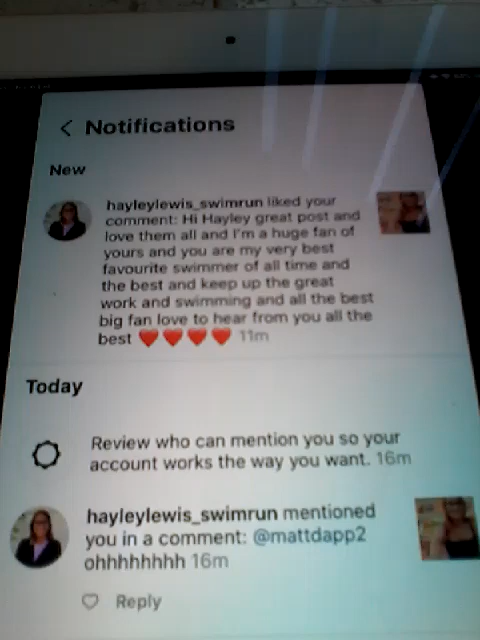 Notifications
New
hayleylewis_swimrun liked your
comment: Hi Hayley great post and
love them all and I'm a huge fan of
yours and you are my very best
favourite swimmer of all time and
the best and keep up the great
work and swimming and all the best
big fan love to hear from you all the
best ❤️❤️❤️❤️ 11m
Today
Review who can mention you so your
account works the way you want. 16m
hayleylewis_swimrun mentioned
you in a comment: @mattdapp2
ohhhhhhhh 16m
Reply